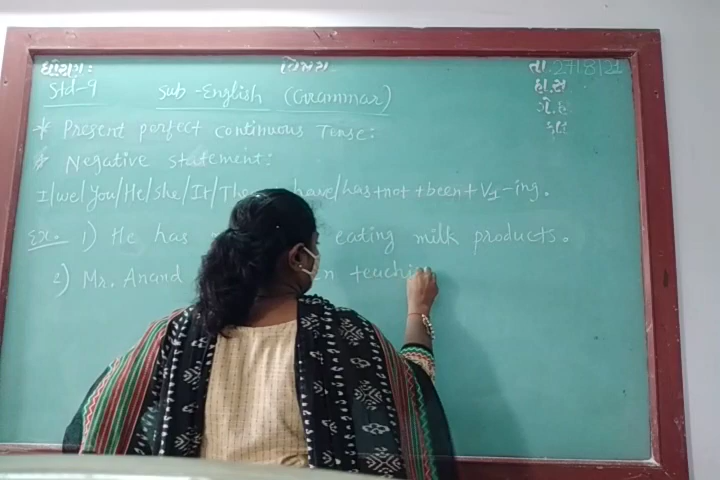 ધોરણ: વિષય તા. 27/8/21
Std-9 Sub-English (Grammar) હા.સં
ગે.હ
કુલ
* Present perfect continuous Tense:
* Negative statement:
I/we/You/He/She/It/The have/has+not+been+V1-ing.
Ex. 1) He has eating milk products.
2) Mr. Anand teachi